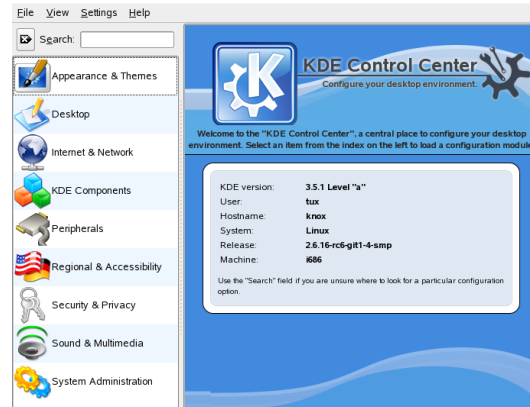 File View Settings Help
Search:
Appearance & Themes
Desktop
Internet & Network
KDE Components
Peripherals
Regional & Accessibility
Security & Privacy
Sound & Multimedia
System Administration
KDE Control Center
Configure your desktop environment.
Welcome to the "KDE Control Center", a central place to configure your desktop
environment. Select an item from the index on the left to load a configuration module
KDE version: 3.5.1 Level "a"
User: tux
Hostname: knox
System: Linux
Release: 2.6.16-rc6-git1-4-smp
Machine: i686
Use the "Search" field if you are unsure where to look for a particular configuration
option.